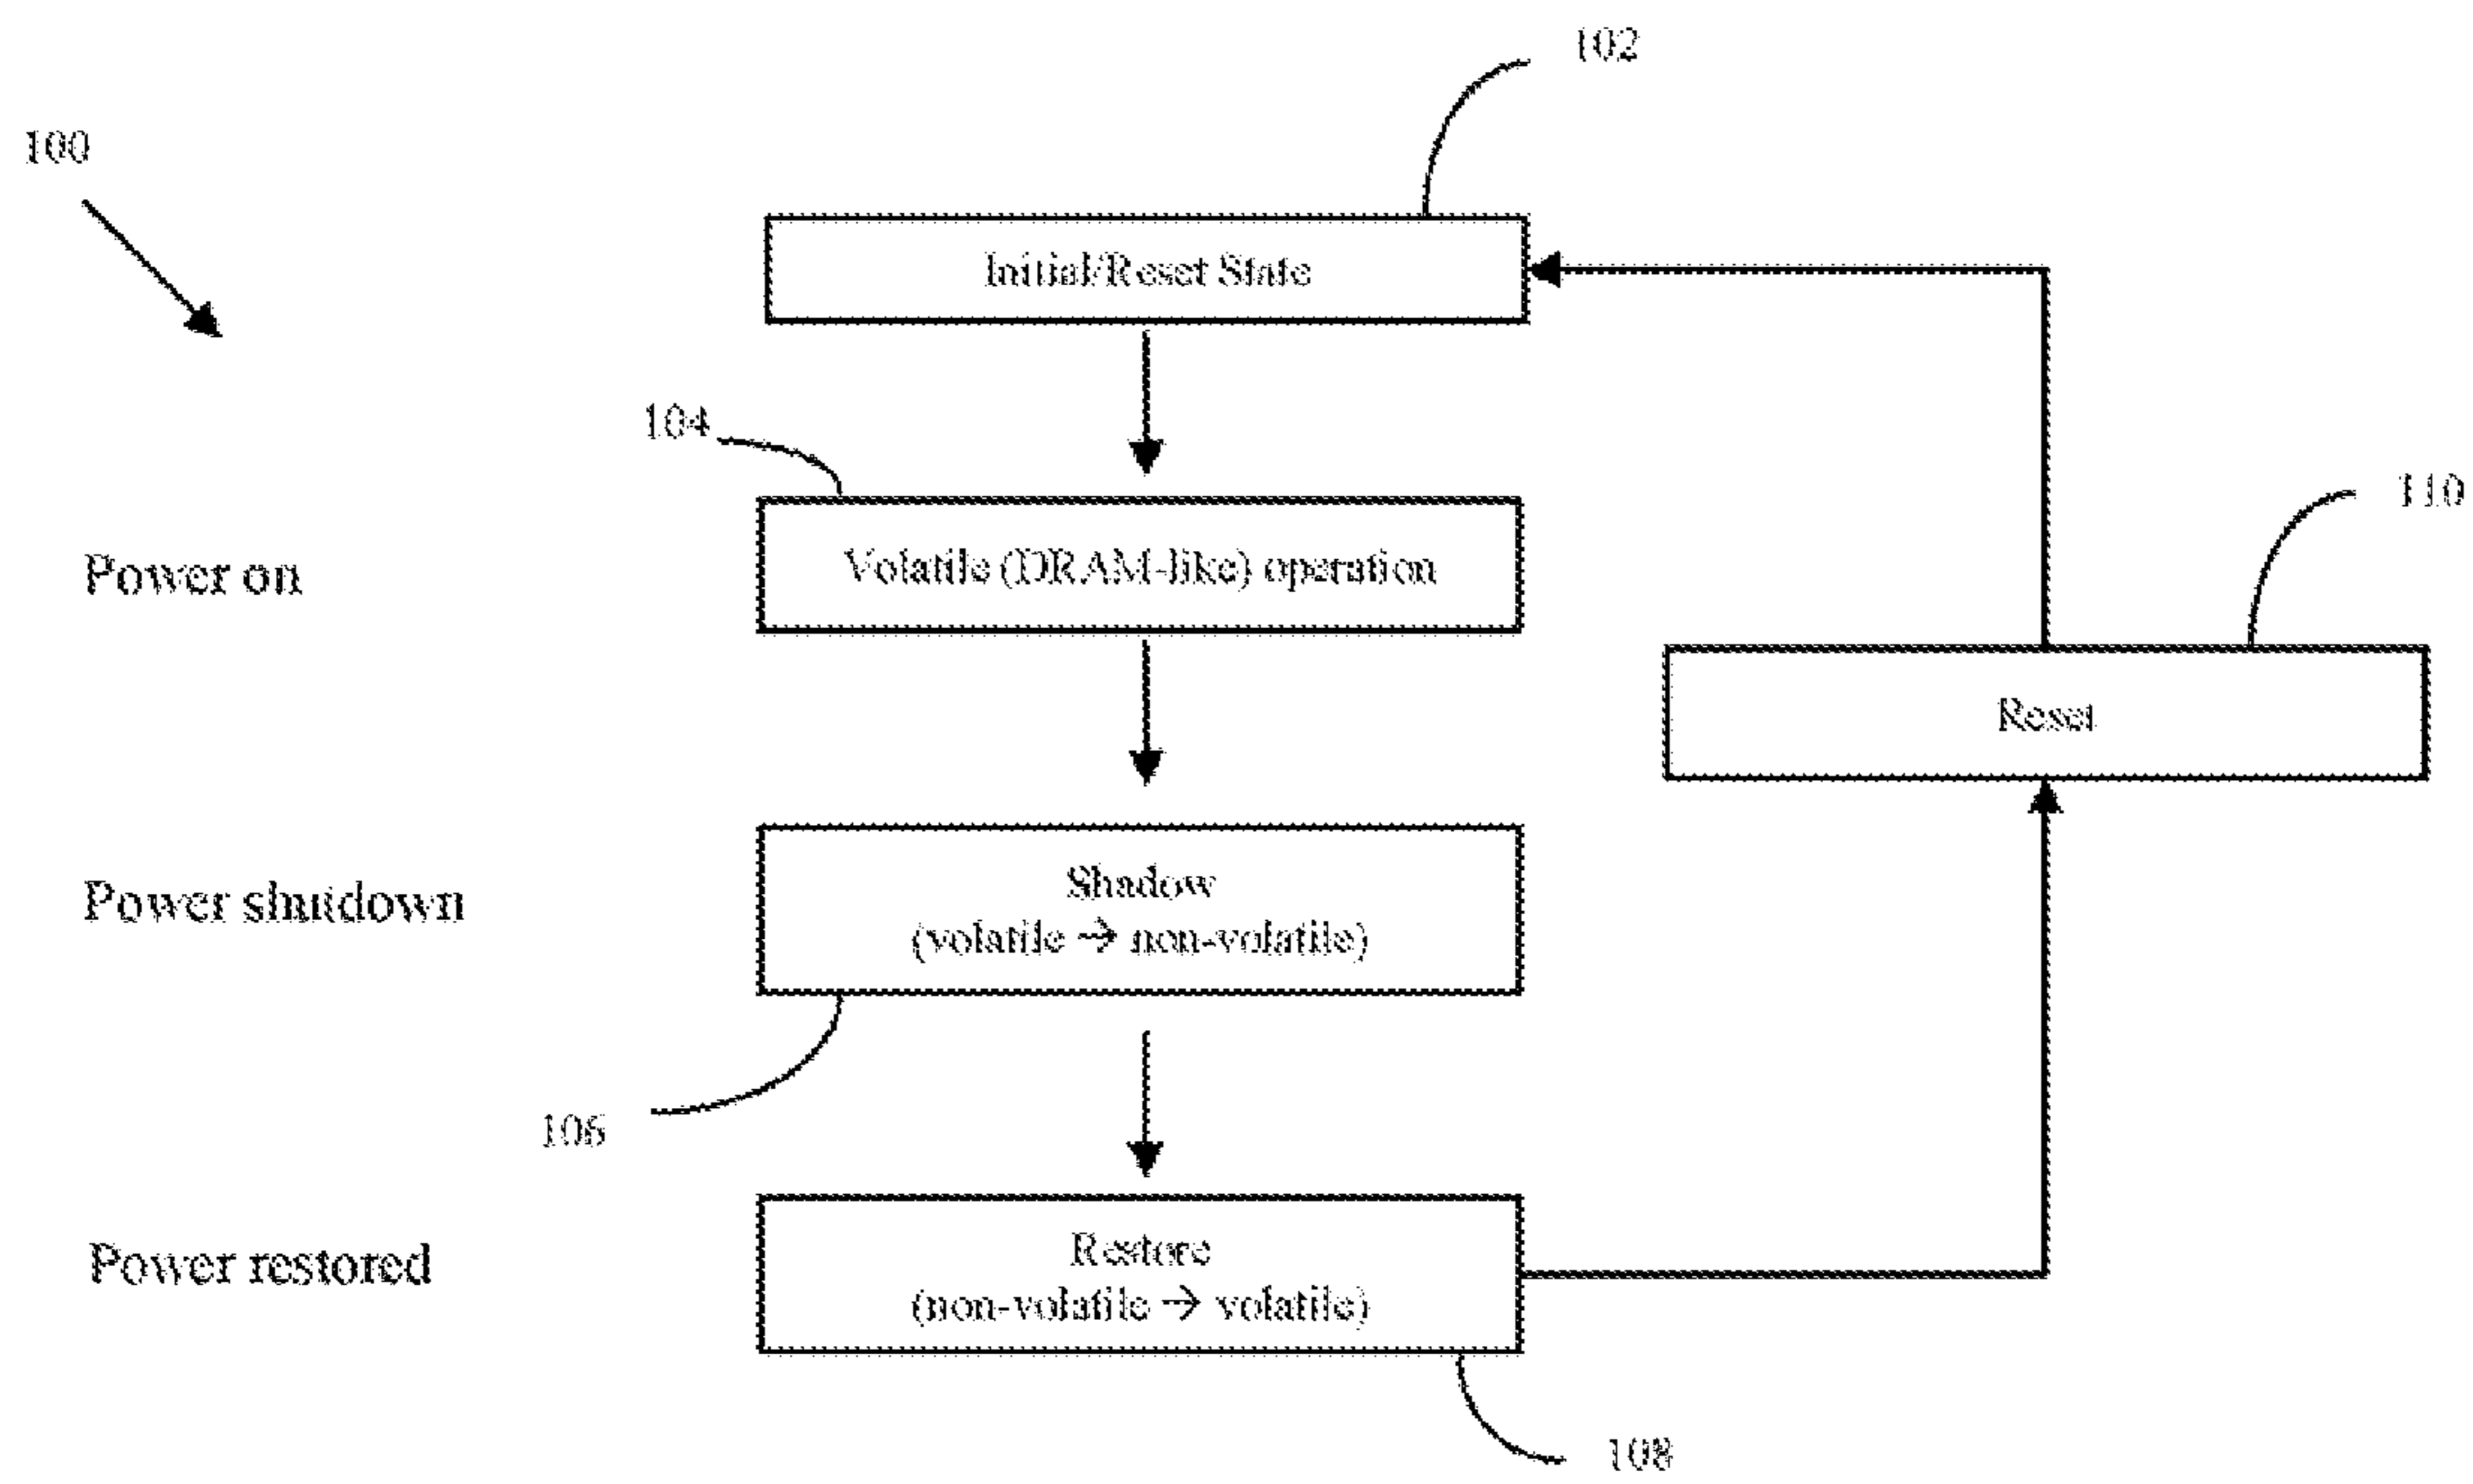 102
100
Initial/Reset State
104
110
Power on
Volatile (DRAM-like) operation
Reset
Power shutdown
Shadow
(volatile → non-volatile)
106
Power restored
Restore
(non-volatile → volatile)
108